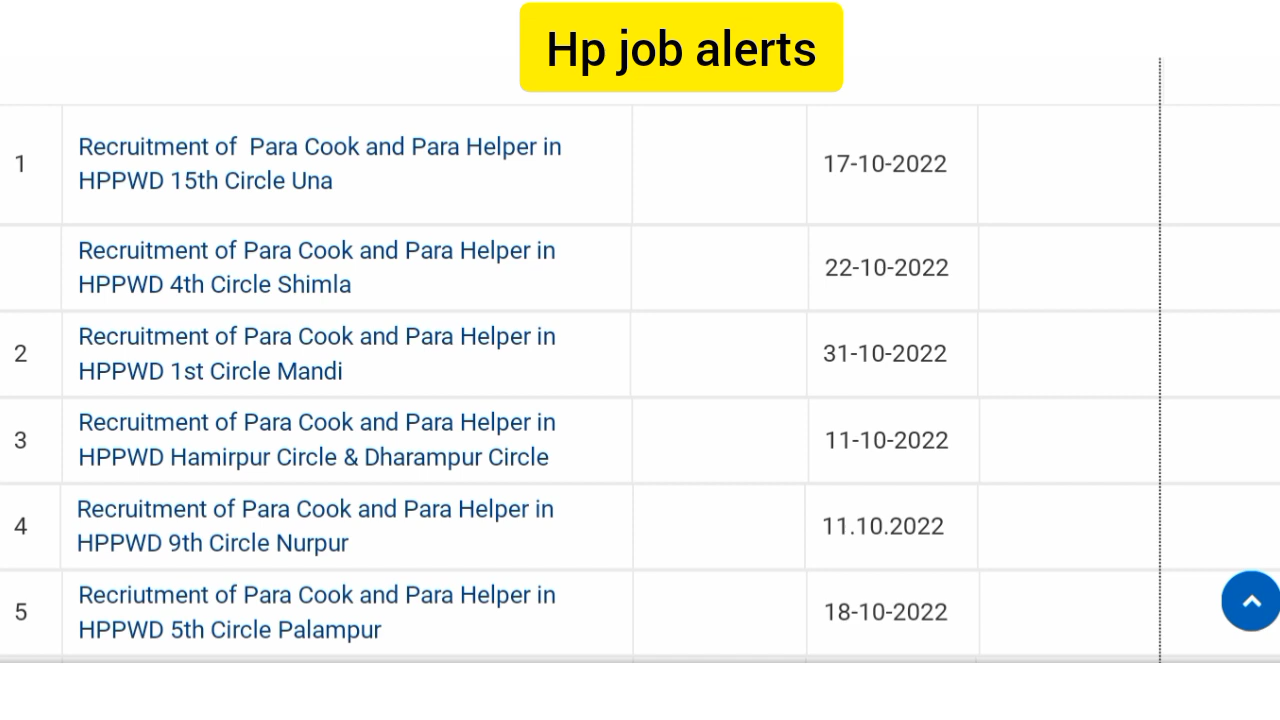 Hp job alerts
1
Recruitment of  Para Cook and Para Helper in
HPPWD 15th Circle Una
17-10-2022
Recruitment of Para Cook and Para Helper in
HPPWD 4th Circle Shimla
22-10-2022
2
Recruitment of Para Cook and Para Helper in
HPPWD 1st Circle Mandi
31-10-2022
3
Recruitment of Para Cook and Para Helper in
HPPWD Hamirpur Circle & Dharampur Circle
11-10-2022
4
Recruitment of Para Cook and Para Helper in
HPPWD 9th Circle Nurpur
11.10.2022
5
Recriutment of Para Cook and Para Helper in
HPPWD 5th Circle Palampur
18-10-2022